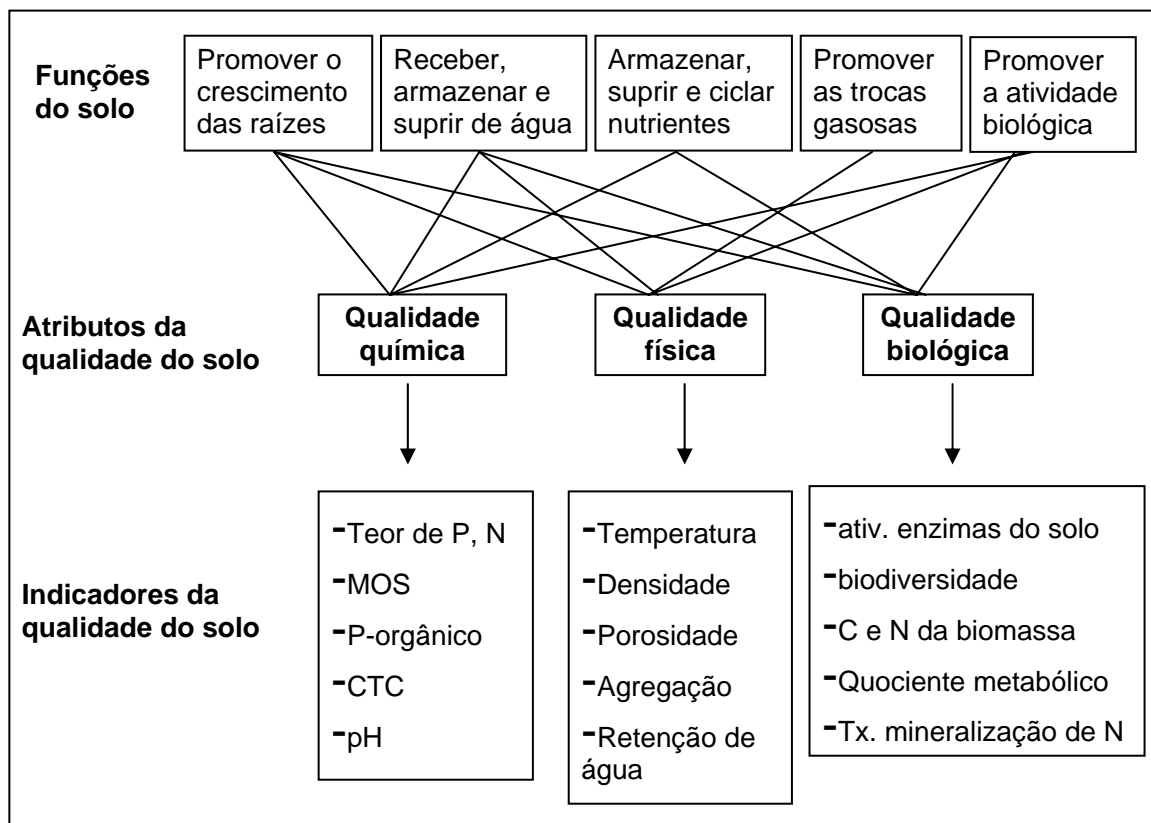 Funções
do solo
Promover o
crescimento
das raízes
Receber,
armazenar e
suprir de água
Armazenar,
suprir e ciclar
nutrientes
Promover
as trocas
gasosas
Promover
a atividade
biológica
Atributos da
qualidade do solo
Qualidade
química
Qualidade
física
Qualidade
biológica
Indicadores da
qualidade do solo
-Teor de P, N
-MOS
-P-orgânico
-CTC
-pH
-Temperatura
-Densidade
-Porosidade
-Agregação
-Retenção de
água
-ativ. enzimas do solo
-biodiversidade
-C e N da biomassa
-Quociente metabólico
-Tx. mineralização de N